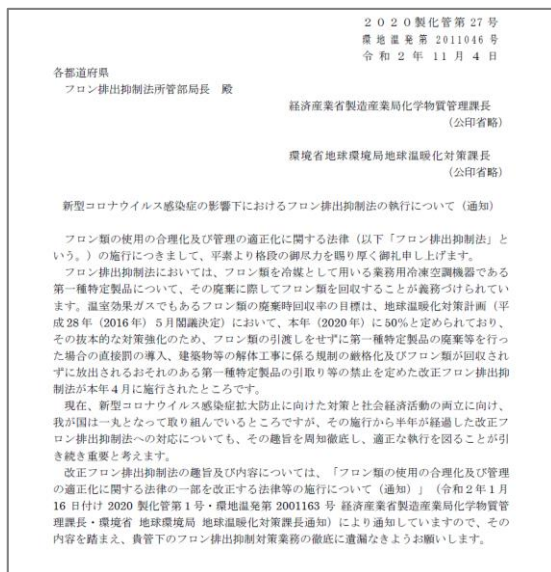 2020製化管第27号
環地温発第2011046号
令和2年11月4日
各都道府県
フロン排出抑制法所管部局長 殿
経済産業省製造産業局化学物質管理課長
(公印省略)
環境省地球環境局地球温暖化対策課長
(公印省略)
新型コロナウイルス感染症の影響下におけるフロン排出抑制法の執行について(通知)
フロン類の使用の合理化及び管理の適正化に関する法律(以下「フロン排出抑制法」と
いう。)の施行につきまして、平素より格段の御尽力を賜り厚く御礼申し上げます。
フロン排出抑制法においては、フロン類を冷媒として用いる業務用冷凍空調機器である
第一種特定製品について、その廃棄に際してフロン類を回収することが義務づけられてい
ます。温室効果ガスでもあるフロン類の廃棄時回収率の目標は、地球温暖化対策計画(平
成28年(2016年)5月閣議決定)において、本年(2020年)に50%と定められており、
その抜本的な対策強化のため、フロン類の引渡しをせずに第一種特定製品の廃棄等を行っ
た場合の直接罰の導入、建築物等の解体工事に係る規制の厳格化及びフロン類が回収され
ずに放出されるおそれのある第一種特定製品の引取り等の禁止を定めた改正フロン排出抑
制法が本年4月に施行されたところです。
現在、新型コロナウイルス感染症拡大防止に向けた対策と社会経済活動の両立に向け、
我が国は一丸となって取り組んでいるところですが、その施行から半年が経過した改正フ
ロン排出抑制法への対応についても、その趣旨を周知徹底し、適正な執行を図ることが引
き続き重要と考えます。
改正フロン排出抑制法の趣旨及び内容については、「フロン類の使用の合理化及び管理
の適正化に関する法律の一部を改正する法律等の施行について(通知)」(令和2年1月
16日付け2020製化管第1号・環地温発第2001163号 経済産業省製造産業局化学物質管
理課長・環境省 地球環境局 地球温暖化対策課長通知)により通知していますので、その
内容を踏まえ、貴管下のフロン排出抑制対策業務の徹底に遺漏なきようお願いします。